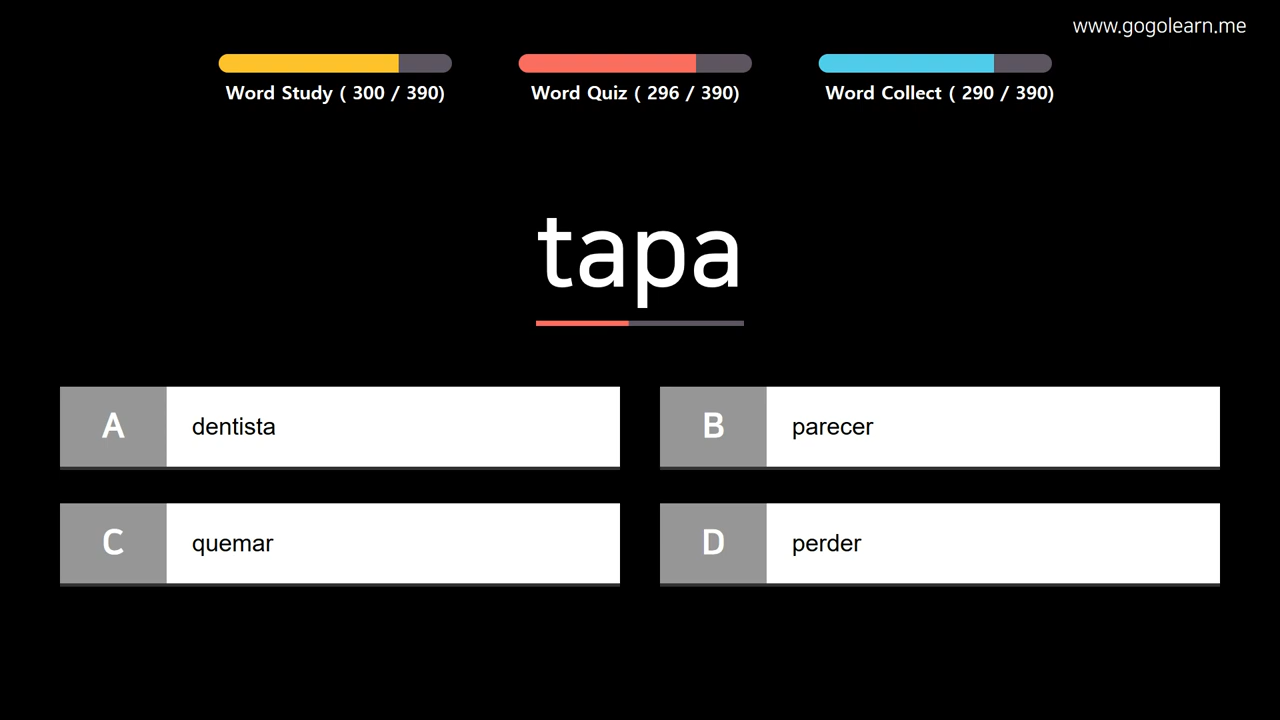 www.gogolearn.me
Word Study ( 300 / 390)
Word Quiz ( 296 / 390)
Word Collect ( 290 / 390)
tapa
A
dentista
B
parecer
C
quemar
D
perder